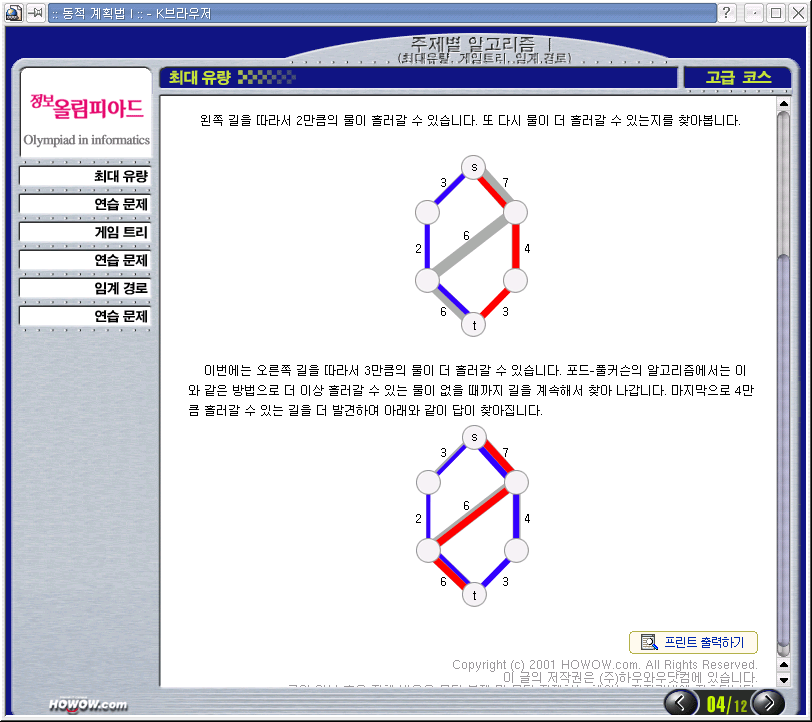 :: 동적 계획법 I :: - K브라우저
주제별 알고리즘 I
(최대유량, 게임트리, 임계.경로)
최대 유량
고급 코스
정보올림피아드
Olympiad in informatics
최대 유량
연습 문제
게임 트리
연습 문제
임계 경로
연습 문제
왼쪽 길을 따라서 2만큼의 물이 흘러갈 수 있습니다. 또 다시 물이 더 흘러갈 수 있는지를 찾아봅니다.
s
3
7
6
2
4
6
3
t
이번에는 오른쪽 길을 따라서 3만큼의 물이 더 흘러갈 수 있습니다. 포드-풀커슨의 알고리즘에서는 이
와 같은 방법으로 더 이상 흘러갈 수 있는 물이 없을 때까지 길을 계속해서 찾아 나갑니다. 마지막으로 4만
큼 흘러갈 수 있는 길을 더 발견하여 아래와 같이 답이 찾아집니다.
s
3
7
6
2
4
6
3
t
프린트 출력하기
Copyright (c) 2001 HOWOW.com. All Rights Reserved.
이 글의 저작권은 (주)하우와우닷컴에 있습니다.
HOWOW.com
04/12